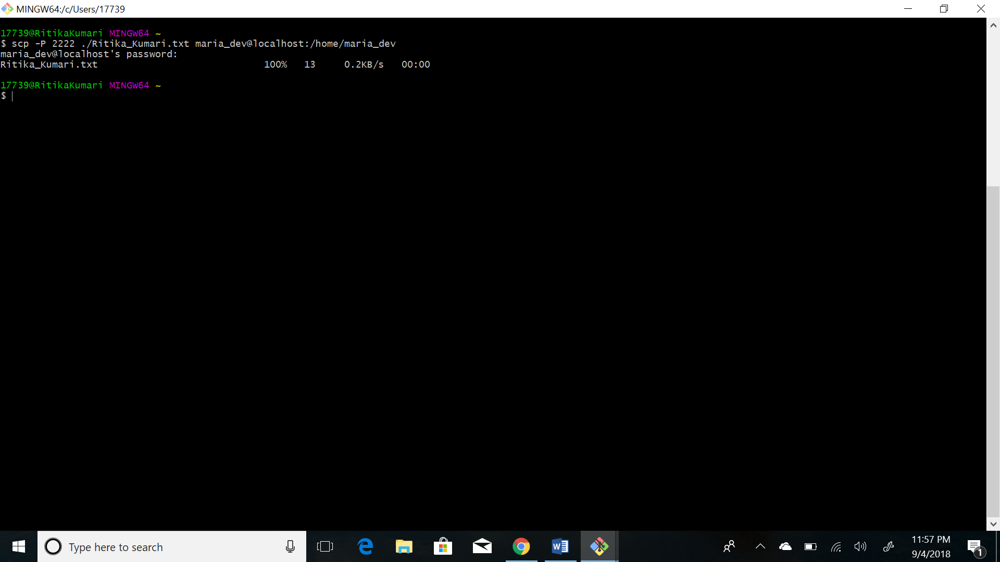 MINGW64:/c/Users/17739
17739@RitikaKumari MINGW64 ~
$ scp -P 2222 ./Ritika_Kumari.txt maria_dev@localhost:/home/maria_dev
maria_dev@localhost's password:
Ritika_Kumari.txt 100% 13 0.2KB/s 00:00
17739@RitikaKumari MINGW64 ~
$
Type here to search
11:57 PM
9/4/2018
1